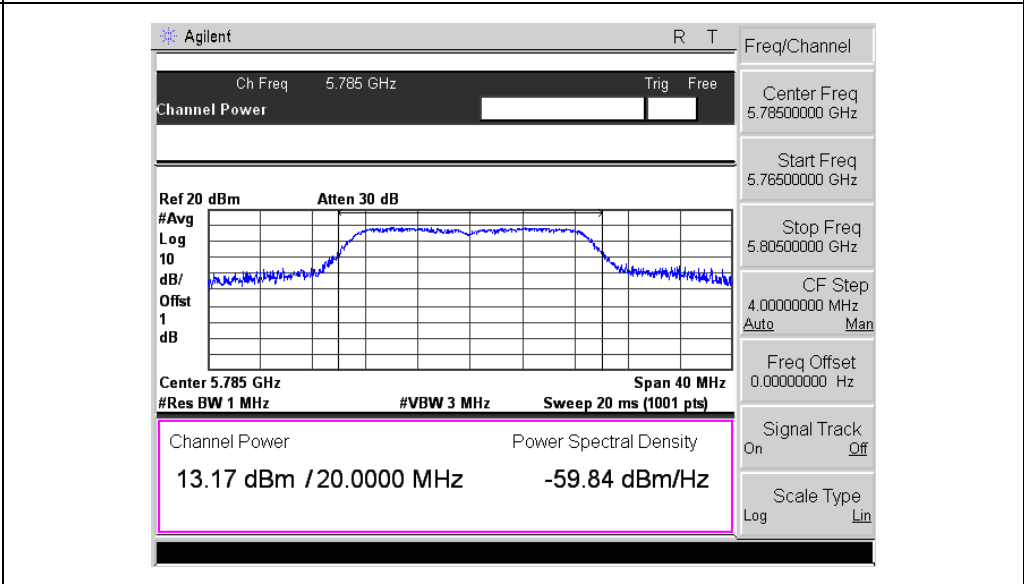 Agilent R T
Freq/Channel
Ch Freq 5.785 GHz Trig Free
Channel Power
Center Freq
5.78500000 GHz
Start Freq
5.76500000 GHz
Stop Freq
5.80500000 GHz
CF Step
4.00000000 MHz
Auto Man
Freq Offset
0.00000000 Hz
Signal Track
On Off
Scale Type
Log Lin
Ref 20 dBm Atten 30 dB
#Avg
Log
10
dB/
Offst
1
dB
Center 5.785 GHz Span 40 MHz
#Res BW 1 MHz #VBW 3 MHz Sweep 20 ms (1001 pts)
Channel Power Power Spectral Density
13.17 dBm / 20.0000 MHz -59.84 dBm/Hz